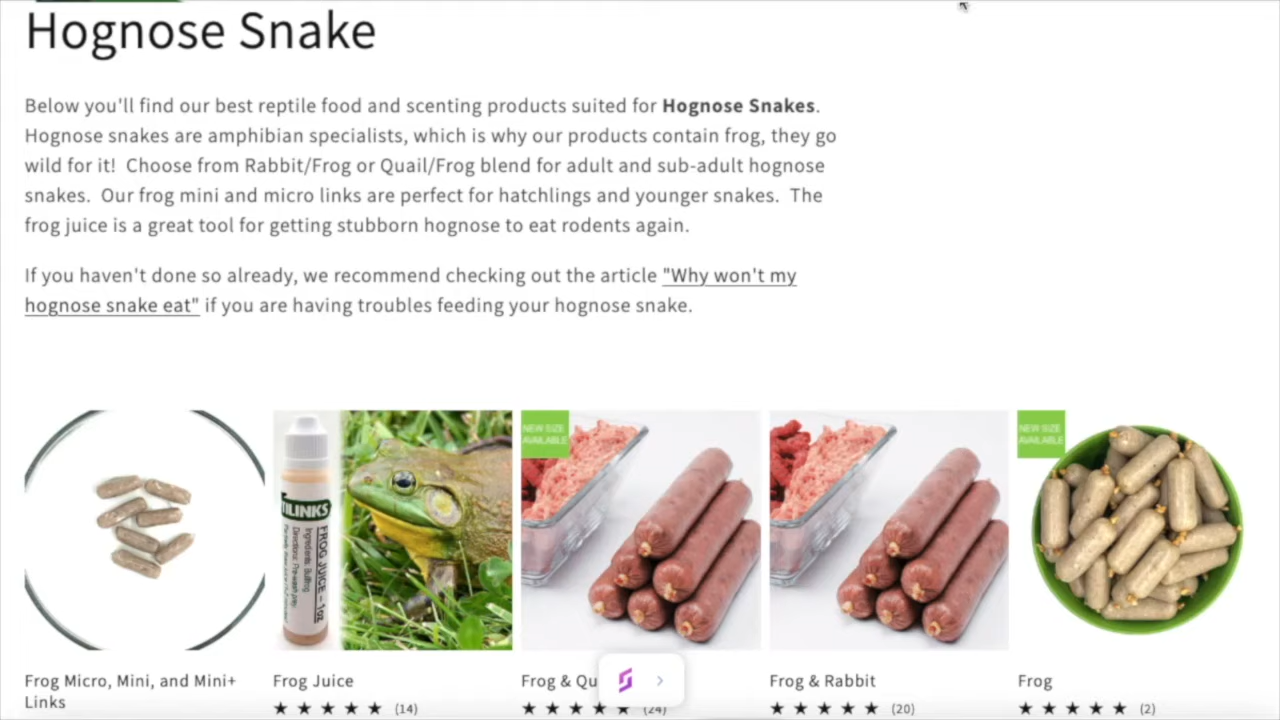 Hognose Snake
Below you'll find our best reptile food and scenting products suited for Hognose Snakes.
Hognose snakes are amphibian specialists, which is why our products contain frog, they go
wild for it!  Choose from Rabbit/Frog or Quail/Frog blend for adult and sub-adult hognose
snakes.  Our frog mini and micro links are perfect for hatchlings and younger snakes.  The
frog juice is a great tool for getting stubborn hognose to eat rodents again.
If you haven't done so already, we recommend checking out the article "Why won't my
hognose snake eat" if you are having troubles feeding your hognose snake.
TILINKS
FROG JUICE - 1oz
NEW SIZE
AVAILABLE
NEW SIZE
AVAILABLE
Frog Micro, Mini, and Mini+
Links
Frog Juice
★ ★ ★ ★ ★ (14)
Frog & Qu
★ ★ ★ ★ ★ (24)
Frog & Rabbit
★ ★ ★ ★ ★ (20)
Frog
★ ★ ★ ★ ★ (2)